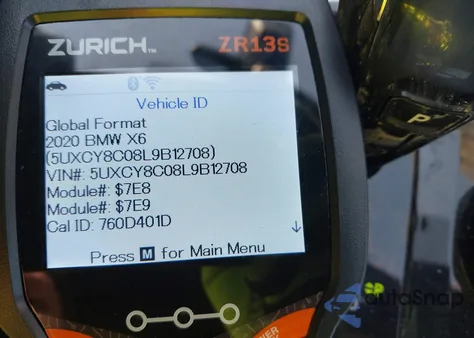 ZURICH™ ZR13S
Vehicle ID
Global Format
2020 BMW X6
(5UXCY8C08L9B12708)
VIN#: 5UXCY8C08L9B12708
Module#: $7E8
Module#: $7E9
Cal ID: 760D401D
Press M for Main Menu
P
autoSnap